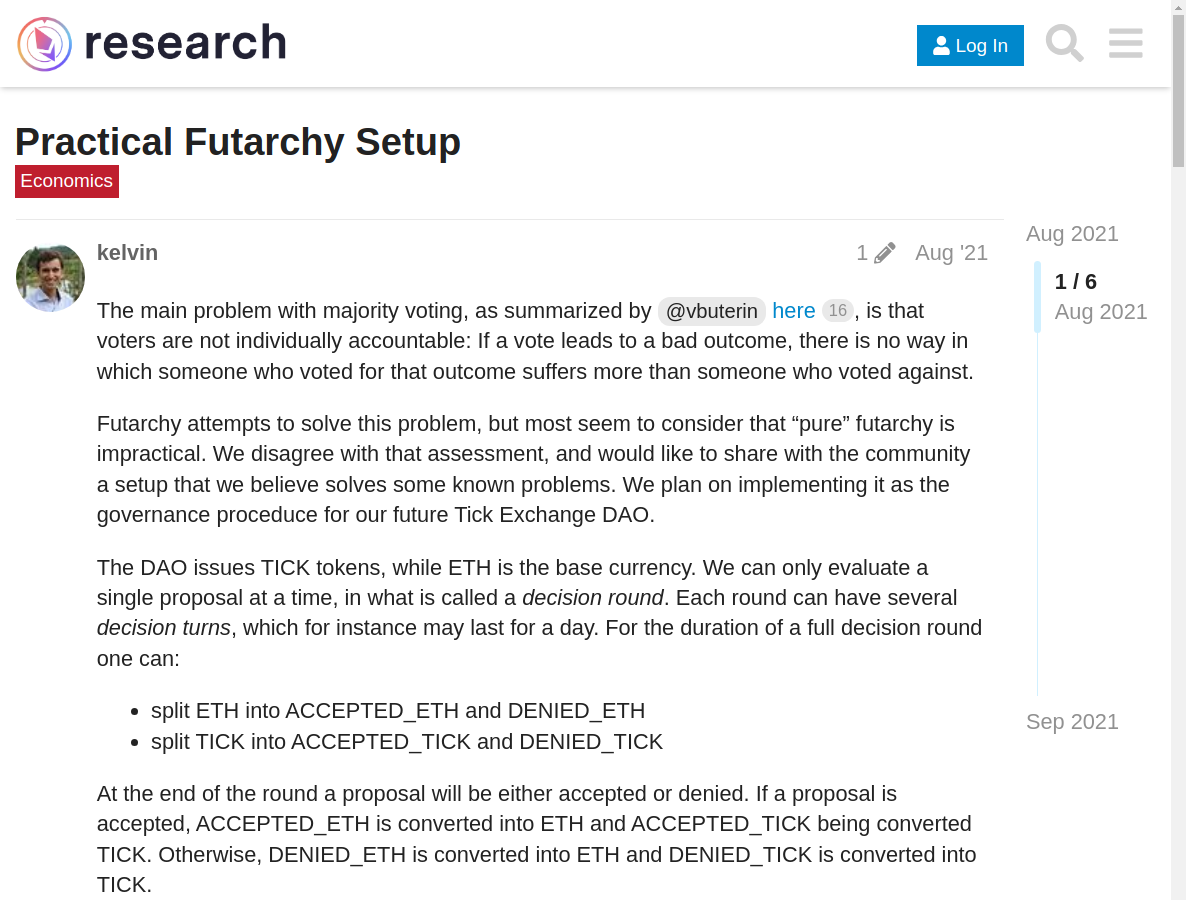 research
Log In
Practical Futarchy Setup
Economics
kelvin
1
Aug '21
The main problem with majority voting, as summarized by @vbuterin here 16, is that
voters are not individually accountable: If a vote leads to a bad outcome, there is no way in
which someone who voted for that outcome suffers more than someone who voted against.
Futarchy attempts to solve this problem, but most seem to consider that “pure” futarchy is
impractical. We disagree with that assessment, and would like to share with the community
a setup that we believe solves some known problems. We plan on implementing it as the
governance proceduce for our future Tick Exchange DAO.
The DAO issues TICK tokens, while ETH is the base currency. We can only evaluate a
single proposal at a time, in what is called a decision round. Each round can have several
decision turns, which for instance may last for a day. For the duration of a full decision round
one can:
• split ETH into ACCEPTED_ETH and DENIED_ETH
• split TICK into ACCEPTED_TICK and DENIED_TICK
At the end of the round a proposal will be either accepted or denied. If a proposal is
accepted, ACCEPTED_ETH is converted into ETH and ACCEPTED_TICK being converted
TICK. Otherwise, DENIED_ETH is converted into ETH and DENIED_TICK is converted into
TICK.
Aug 2021
1 / 6
Aug 2021
Sep 2021